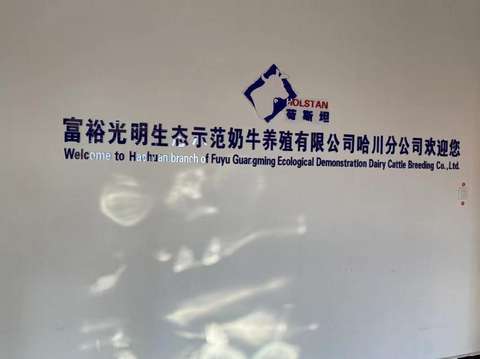 HOLSTAN
荷斯坦
富裕光明生态示范奶牛养殖有限公司哈川分公司欢迎您
Welcome to Hachuan branch of Fuyu Guangming Ecological Demonstration Dairy Cattle Breeding Co.,Ltd.